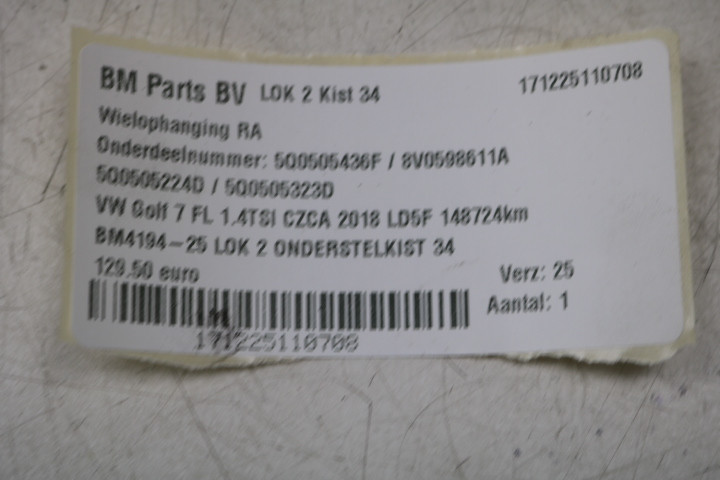 BM Parts BV LOK 2 Kist 34 171225110708
Wielophanging RA
Onderdeelnummer: 5Q0505436F / 8V0598611A
5Q0505224D / 5Q0505323D
VW Golf 7 FL 1.4TSI CZCA 2018 LD5F 148724km
BM4194-25 LOK 2 ONDERSTELKIST 34
129.50 euro Verz: 25
Aantal: 1
171225110708